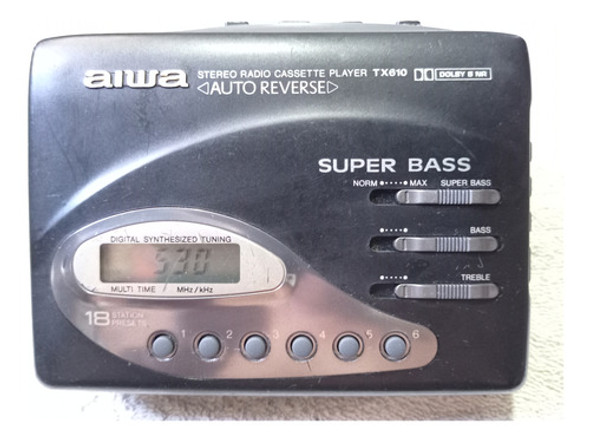 aiwa STEREO RADIO CASSETTE PLAYER TX610 DOLBY B NR
AUTO REVERSE
SUPER BASS
NORM MAX SUPER BASS
DIGITAL SYNTHESIZED TUNING
BASS
530
TREBLE
MULTI TIME MHz/kHz
18 STATION PRESETS 1 2 3 4 5 6